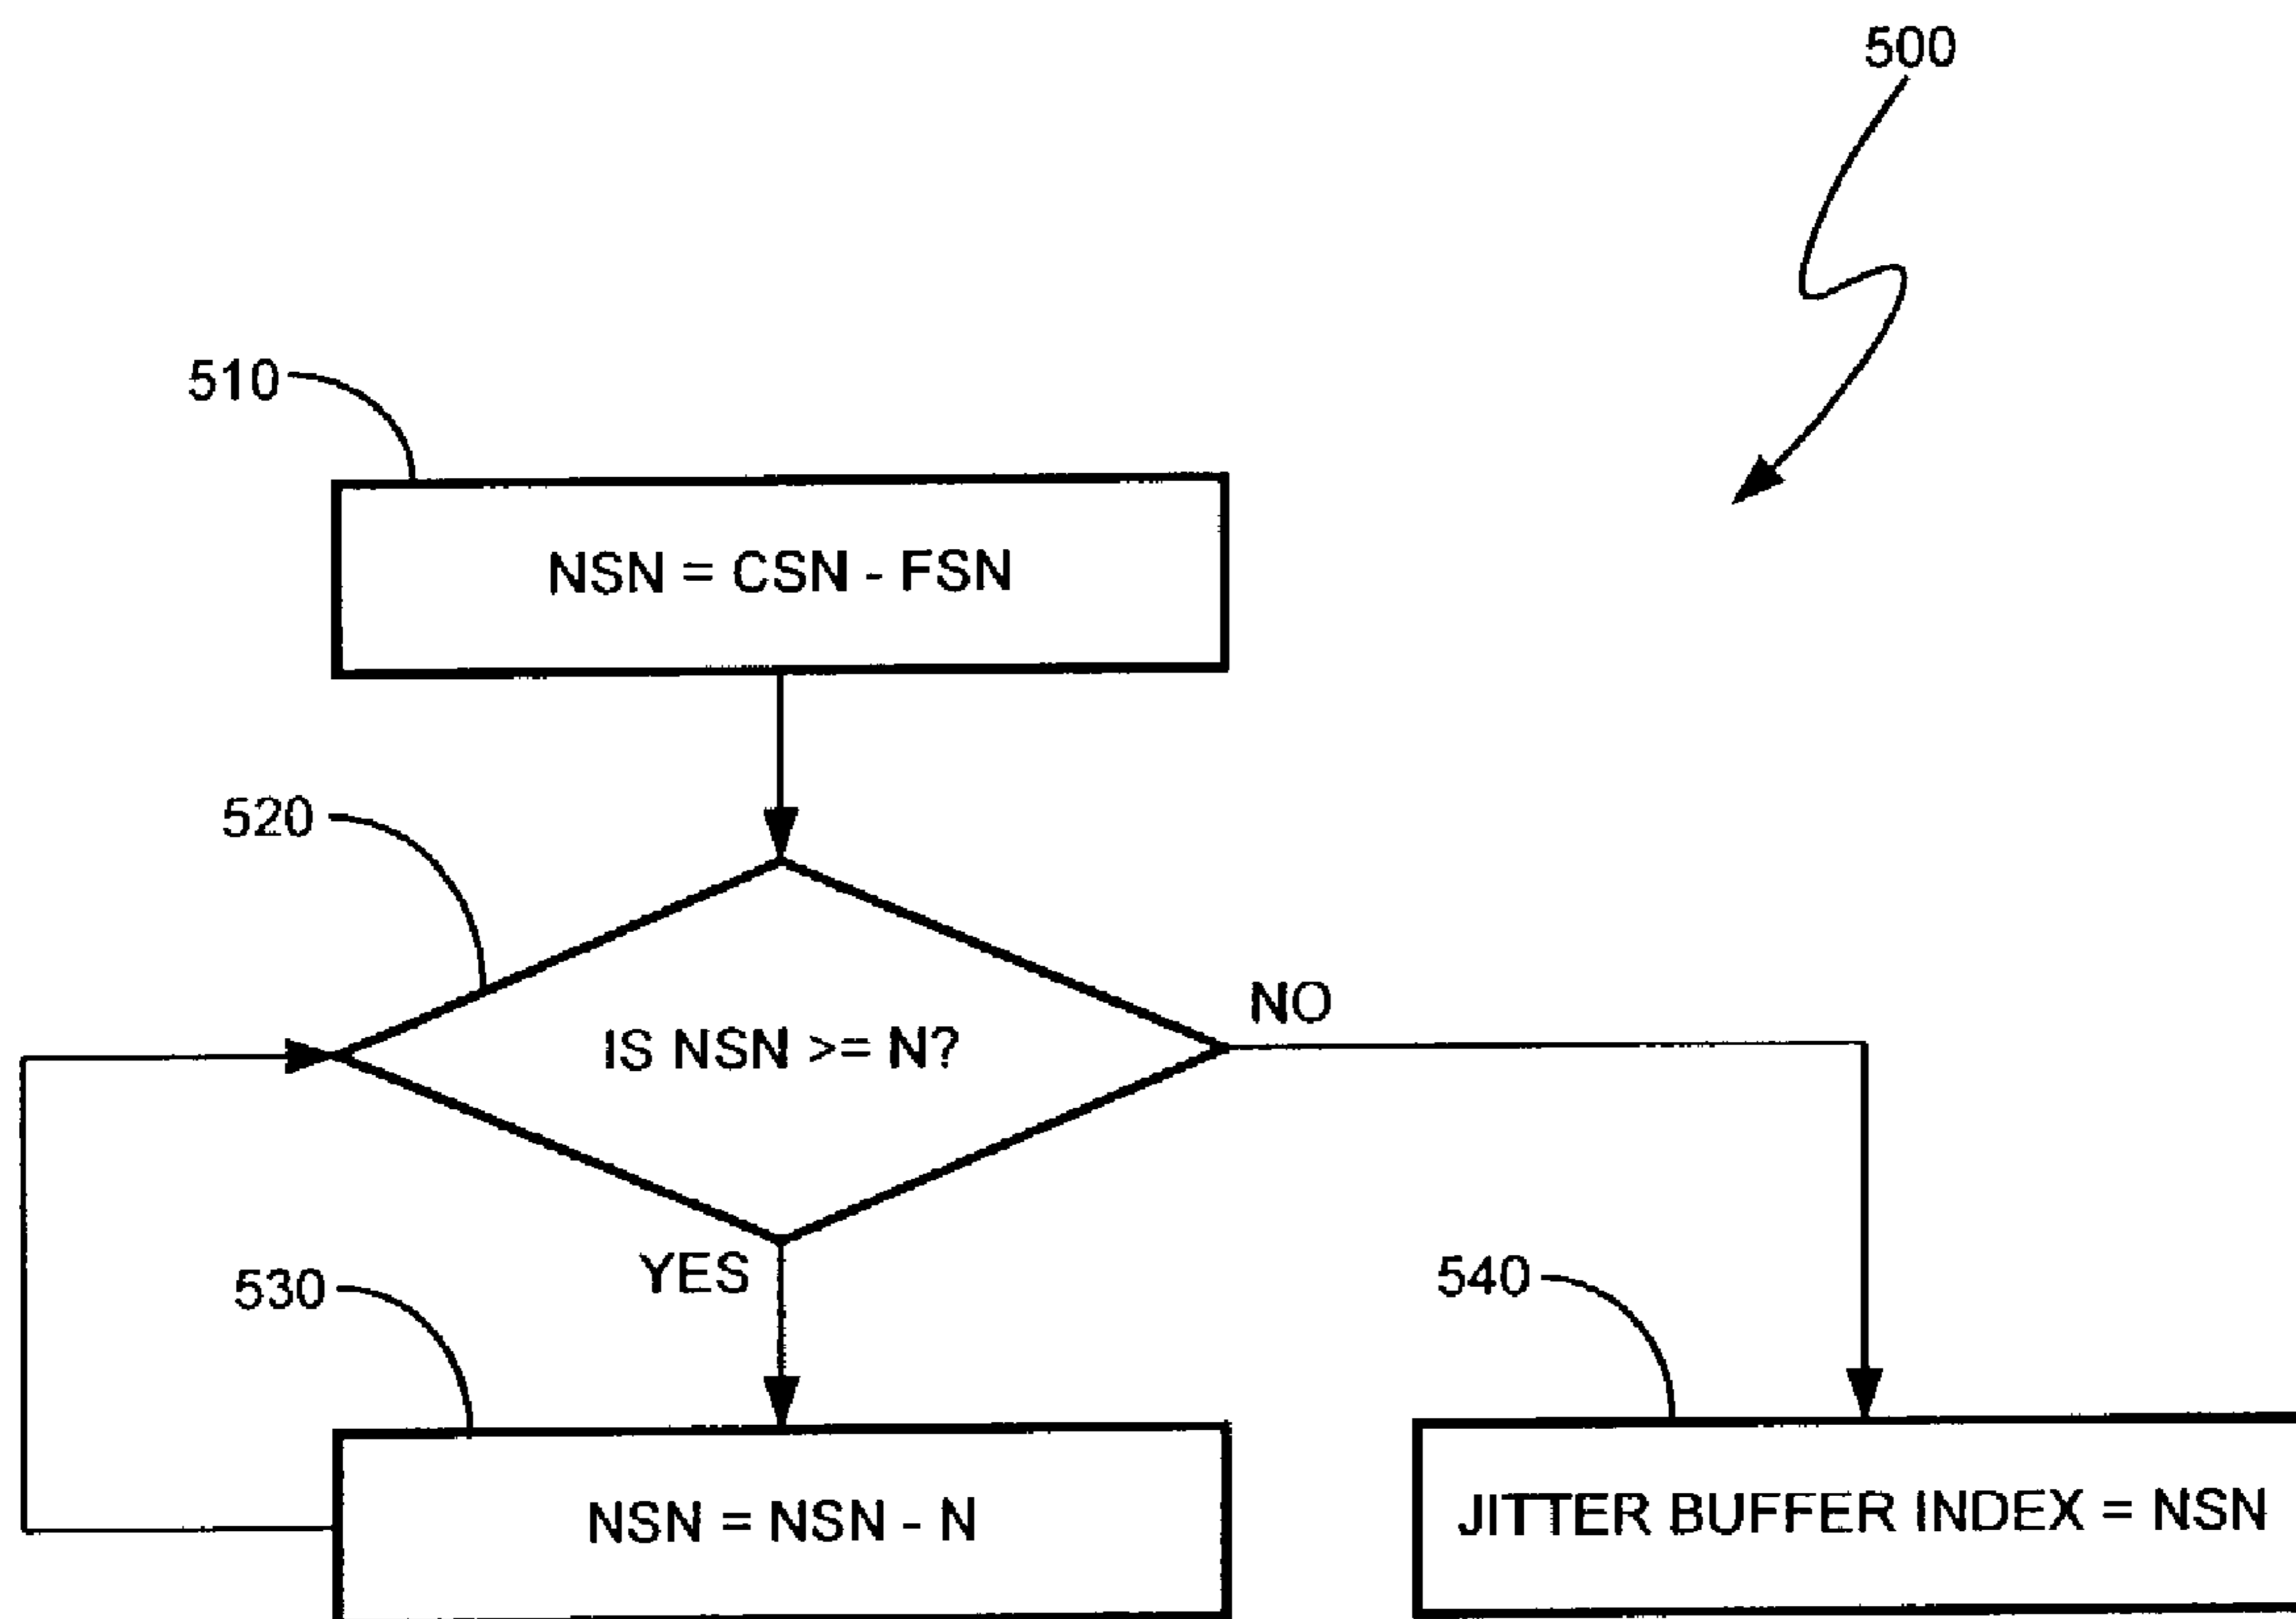 500
510
NSN = CSN - FSN
520
IS NSN >= N?
NO
YES
530
540
NSN = NSN - N
JITTER BUFFER INDEX = NSN